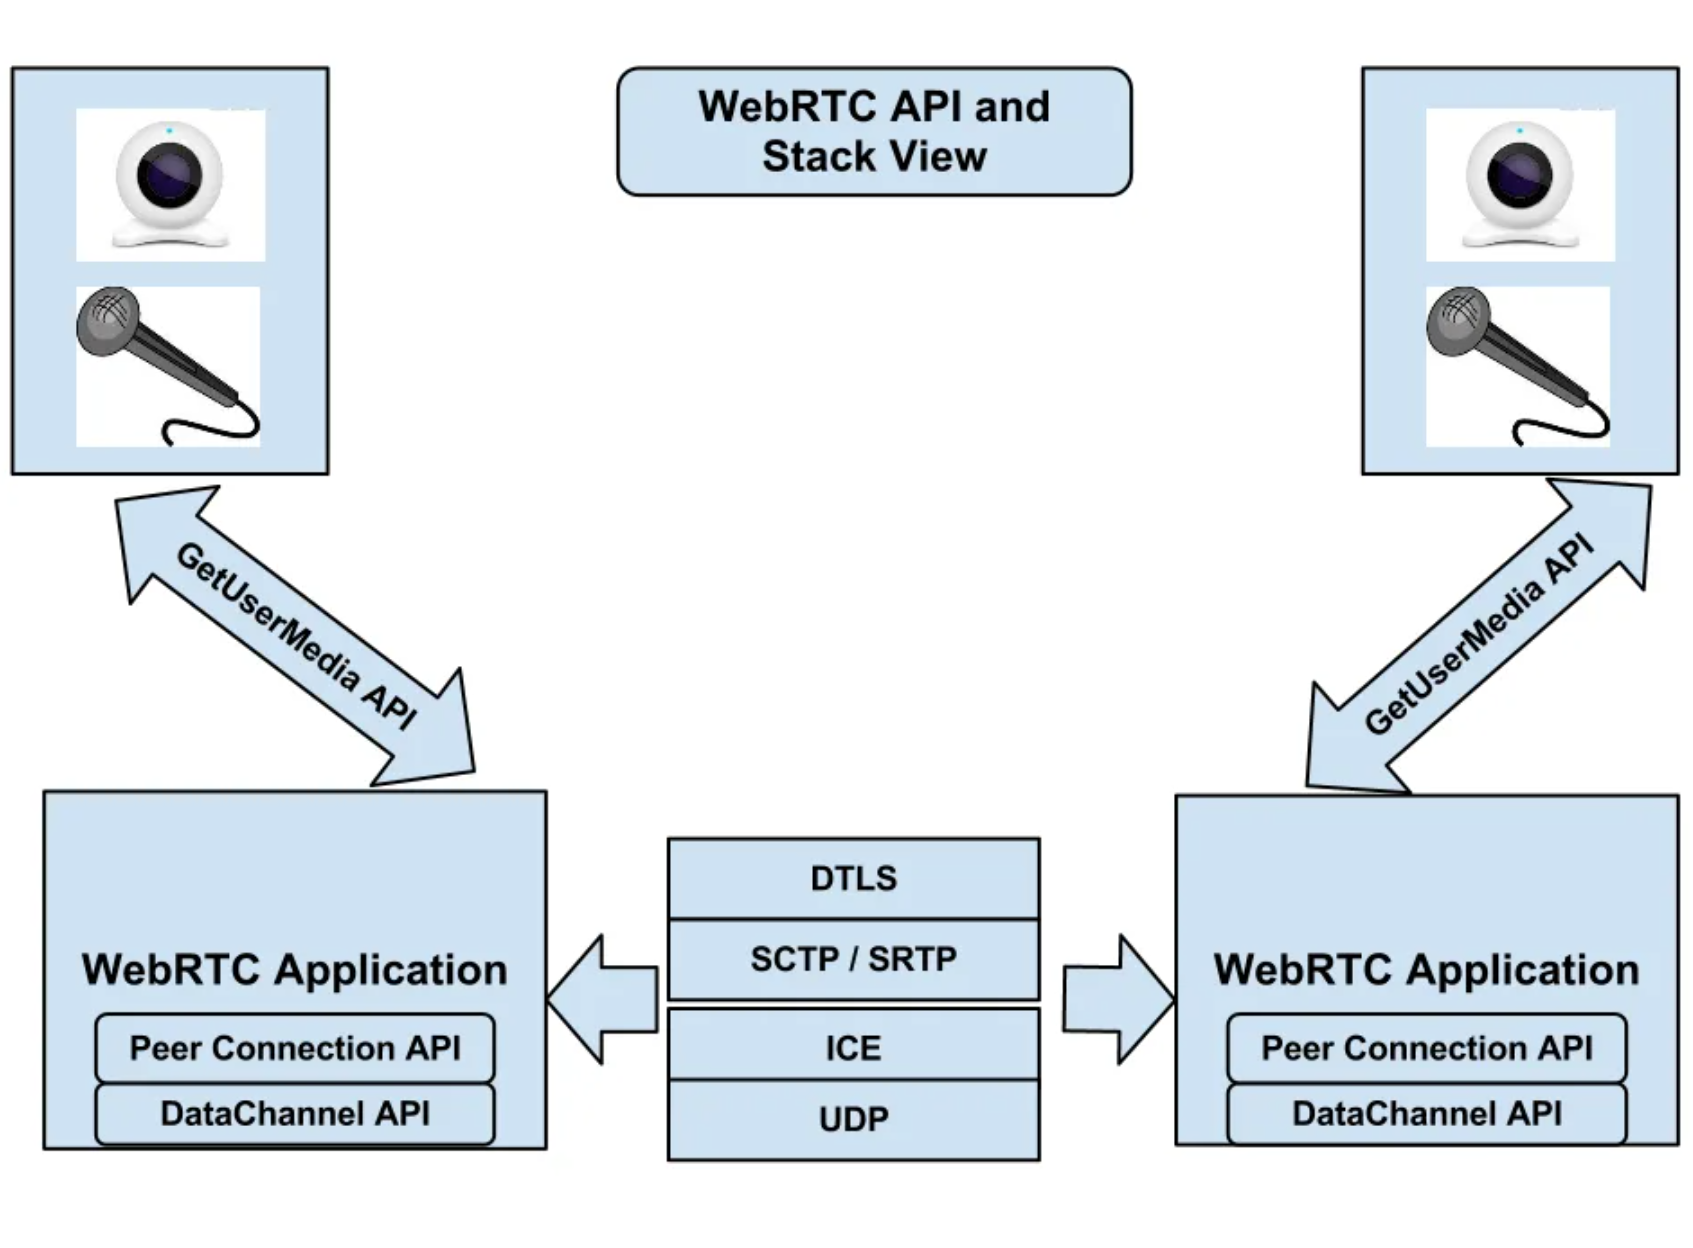 WebRTC API and
Stack View
GetUserMedia API
GetUserMedia API
WebRTC Application
Peer Connection API
DataChannel API
DTLS
SCTP / SRTP
ICE
UDP
WebRTC Application
Peer Connection API
DataChannel API